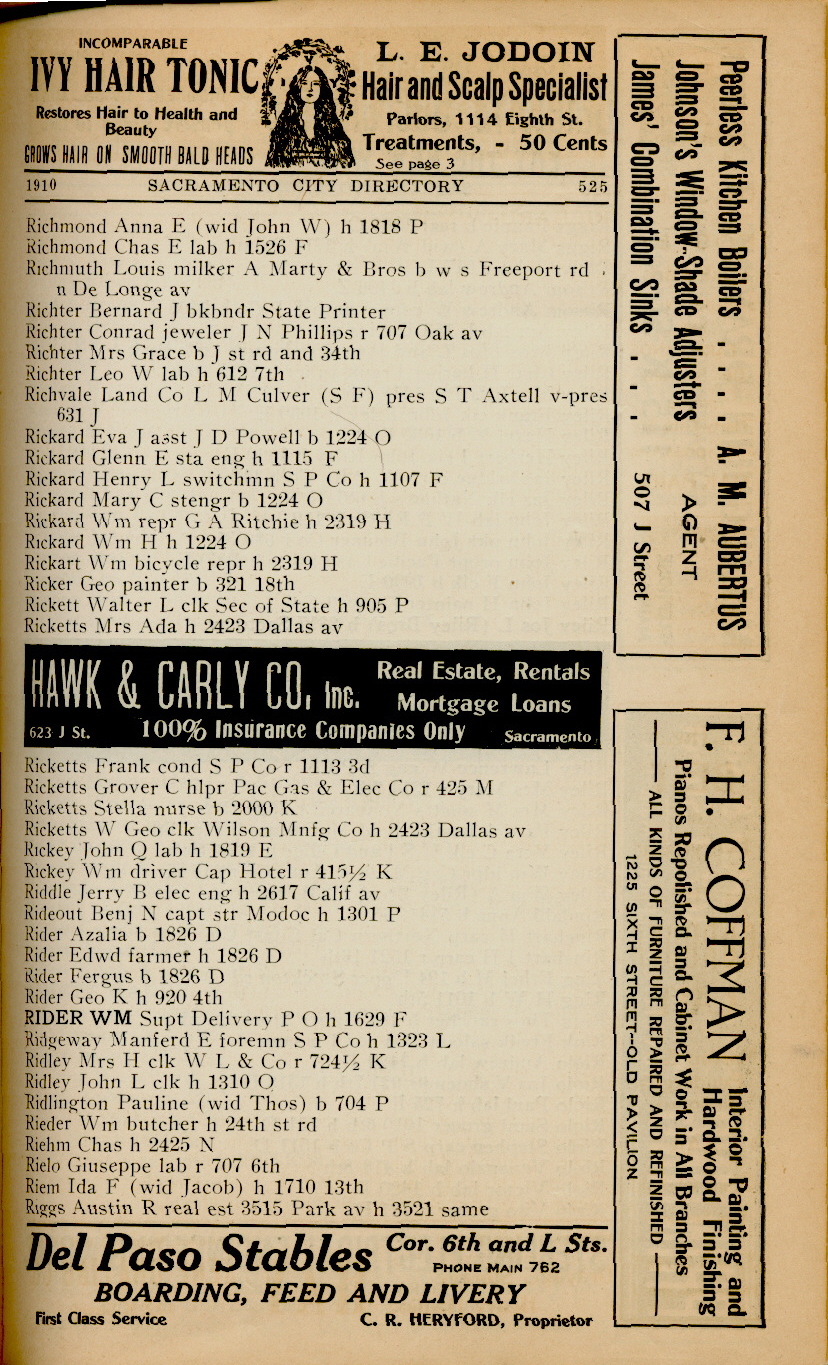 INCOMPARABLE
IVY HAIR TONIC
Restores Hair to Health and
Beauty
GROWS HAIR ON SMOOTH BALD HEADS
L. E. JODOIN
Hair and Scalp Specialist
Parlors, 1114 Eighth St.
Treatments, - 50 Cents
See page 3
1910 SACRAMENTO CITY DIRECTORY 525
Richmond Anna E (wid John W) h 1818 P
Richmond Chas E lab h 1526 F
Richmuth Louis milker A Marty & Bros b w s Freeport rd
n De Longe av
Richter Bernard J bkbndr State Printer
Richter Conrad jeweler J N Phillips r 707 Oak av
Richter Mrs Grace b J st rd and 34th
Richter Leo W lab h 612 7th
Richvale Land Co L M Culver (S F) pres S T Axtell v-pres
631 J
Rickard Eva J asst J D Powell b 1224 O
Rickard Glenn E sta eng h 1115 F
Rickard Henry L switchmn S P Co h 1107 F
Rickard Mary C stengr b 1224 O
Rickard Wm repr G A Ritchie h 2319 H
Rickard Wm H h 1224 O
Rickart Wm bicycle repr h 2319 H
Ricker Geo painter b 321 18th
Rickett Walter L clk Sec of State h 905 P
Ricketts Mrs Ada h 2423 Dallas av
HAWK & CARLY CO. Inc.
Real Estate, Rentals
Mortgage Loans
623 J St. 100% Insurance Companies Only Sacramento
Ricketts Frank cond S P Co r 1113 3d
Ricketts Grover C hlpr Pac Gas & Elec Co r 425 M
Ricketts Stella nurse b 2000 K
Ricketts W Geo clk Wilson Mnfg Co h 2423 Dallas av
Rickey John Q lab h 1819 E
Rickey Wm driver Cap Hotel r 415½ K
Riddle Jerry B elec eng h 2617 Calif av
Rideout Benj N capt str Modoc h 1301 P
Rider Azalia b 1826 D
Rider Edwd farmer h 1826 D
Rider Fergus b 1826 D
Rider Geo K h 920 4th
RIDER WM Supt Delivery P O h 1629 F
Ridgeway Manferd E foremn S P Co h 1323 L
Ridley Mrs H clk W L & Co r 724½ K
Ridley John L clk h 1310 O
Ridlington Pauline (wid Thos) b 704 P
Rieder Wm butcher h 24th st rd
Riehm Chas h 2425 N
Rielo Giuseppe lab r 707 6th
Riem Ida F (wid Jacob) h 1710 13th
Riggs Austin R real est 3515 Park av h 3521 same
Del Paso Stables
Cor. 6th and L Sts.
PHONE MAIN 762
BOARDING, FEED AND LIVERY
First Class Service C. R. HERYFORD, Proprietor
Peerless Kitchen Boilers . . . . A. M. AUBERTUS
Johnson's Window-Shade Adjusters AGENT
James' Combination Sinks . . . 507 J Street
F. H. COFFMAN
Interior Painting and
Hardwood Finishing
Pianos Repolished and Cabinet Work in All Branches
ALL KINDS OF FURNITURE REPAIRED AND REFINISHED
1225 SIXTH STREET--OLD PAVILION